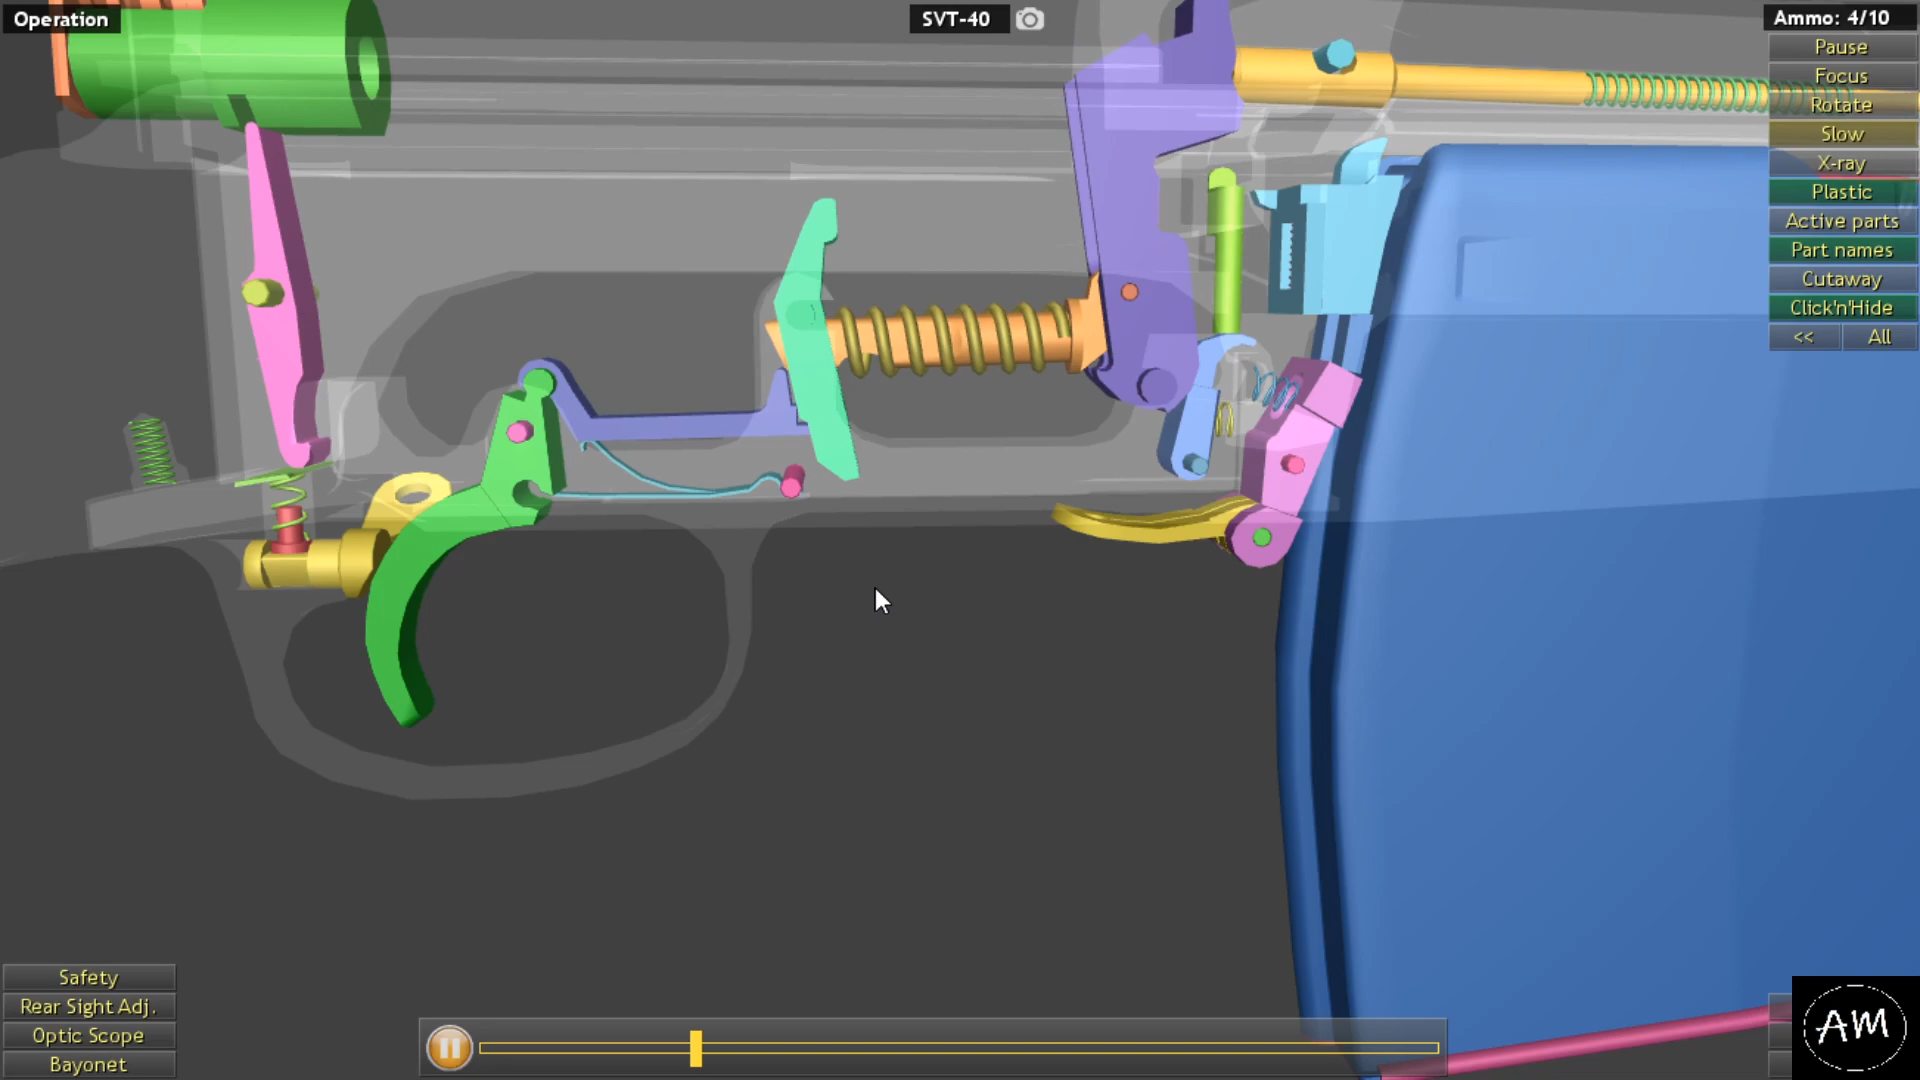 Operation
SVT-40
Ammo: 4/10
Pause
Focus
Rotate
Slow
X-ray
Plastic
Active parts
Part names
Cutaway
Click'n'Hide
<< All
Safety
Rear Sight Adj.
Optic Scope
Bayonet
AM